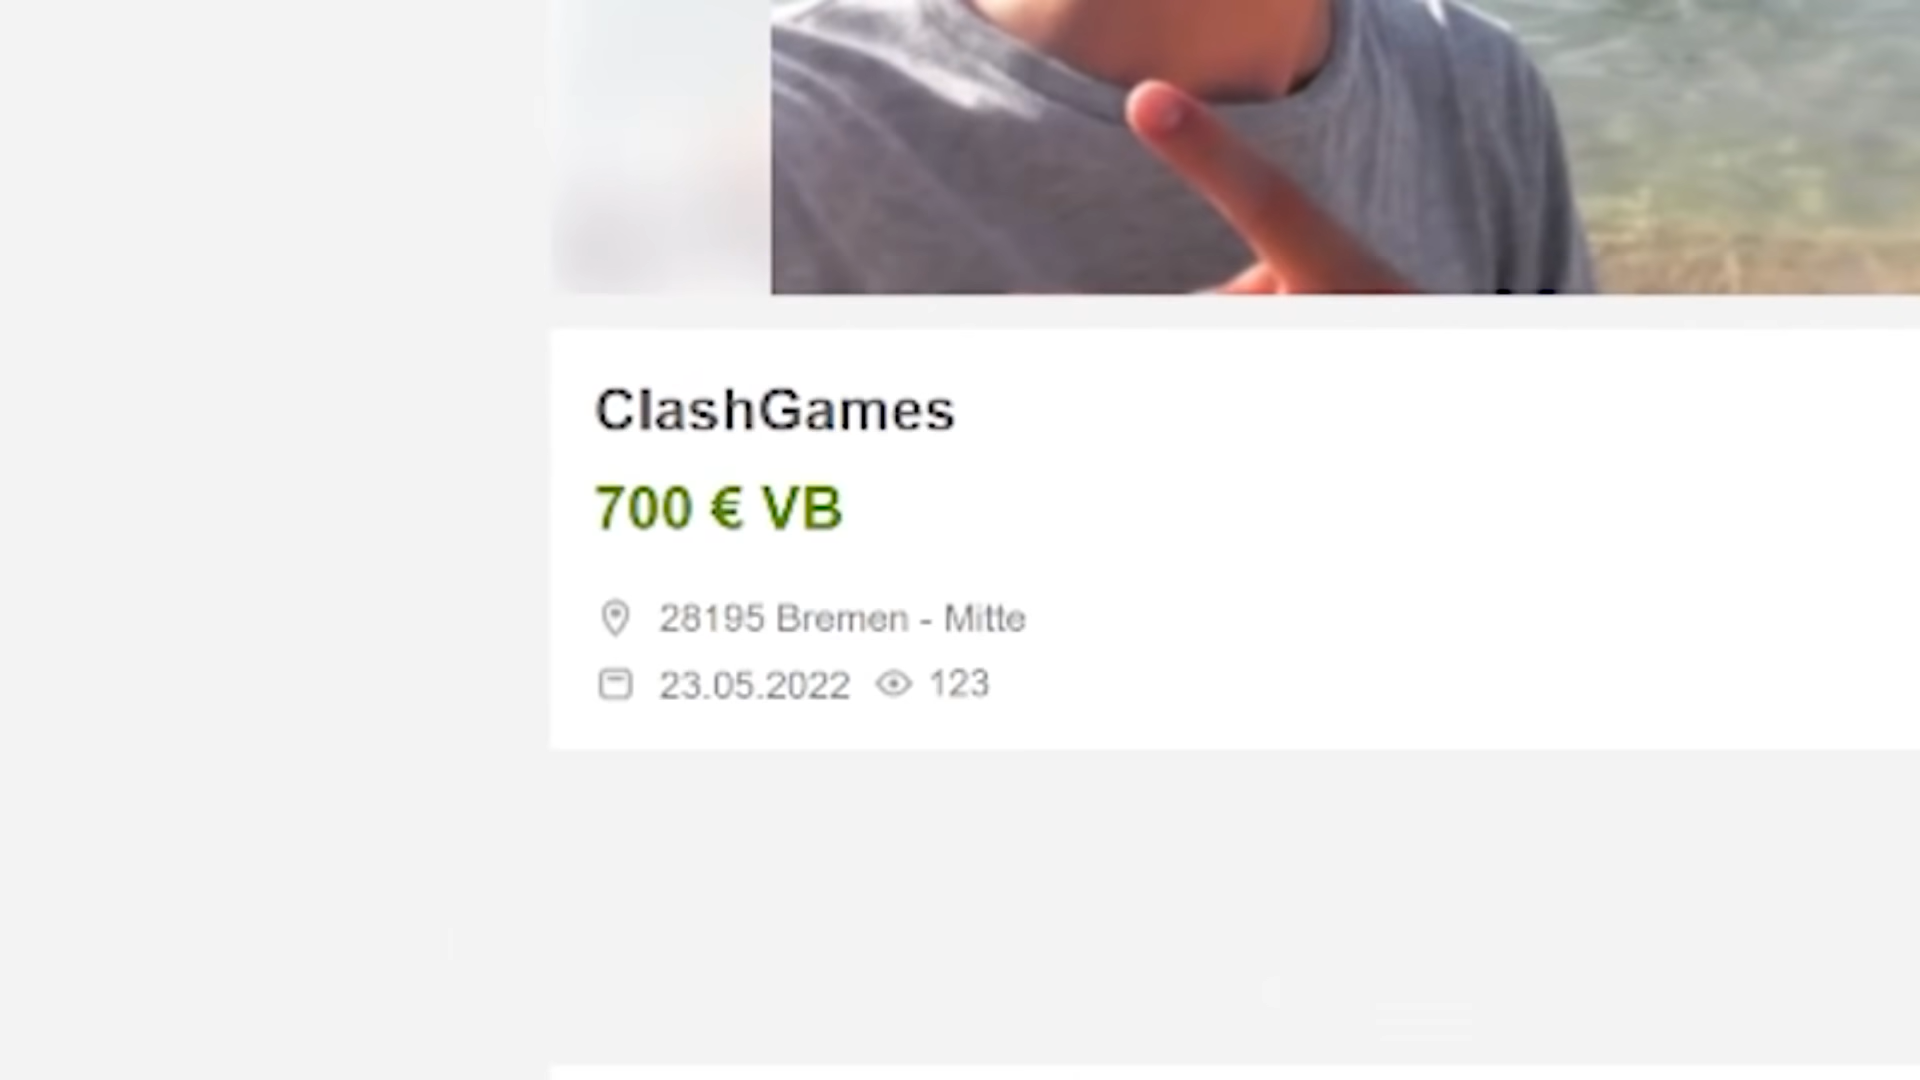 ClashGames
700 € VB
28195 Bremen - Mitte
23.05.2022 123